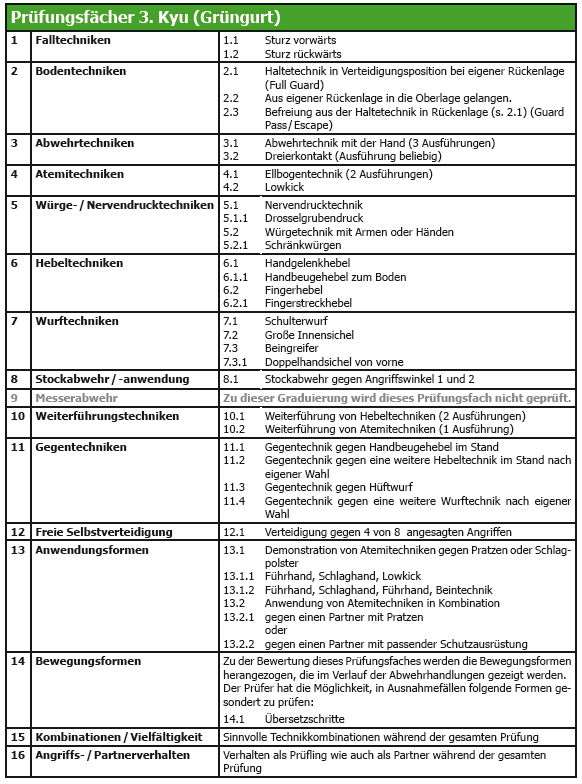 Prüfungsfächer 3. Kyu (Grüngurt)
1 Falltechniken 1.1 Sturz vorwärts
1.2 Sturz rückwärts
2 Bodentechniken 2.1 Haltetechnik in Verteidigungsposition bei eigener Rückenlage
(Full Guard)
2.2 Aus eigener Rückenlage in die Oberlage gelangen.
2.3 Befreiung aus der Haltetechnik in Rückenlage (s. 2.1) (Guard
Pass/Escape)
3 Abwehrtechniken 3.1 Abwehrtechnik mit der Hand (3 Ausführungen)
3.2 Dreierkontakt (Ausführung beliebig)
4 Atemitechniken 4.1 Ellbogentechnik (2 Ausführungen)
4.2 Lowkick
5 Würge- / Nervendrucktechniken 5.1 Nervendrucktechnik
5.1.1 Drosselgrubendruck
5.2 Würgetechnik mit Armen oder Händen
5.2.1 Schränkwürgen
6 Hebeltechniken 6.1 Handgelenkhebel
6.1.1 Handbeugehebel zum Boden
6.2 Fingerhebel
6.2.1 Fingerstreckhebel
7 Wurftechniken 7.1 Schulterwurf
7.2 Große Innensichel
7.3 Beingreifer
7.3.1 Doppelhandsichel von vorne
8 Stockabwehr / -anwendung 8.1 Stockabwehr gegen Angriffswinkel 1 und 2
9 Messerabwehr Zu dieser Graduierung wird dieses Prüfungsfach nicht geprüft.
10 Weiterführungstechniken 10.1 Weiterführung von Hebeltechniken (2 Ausführungen)
10.2 Weiterführung von Atemitechniken (1 Ausführung)
11 Gegentechniken 11.1 Gegentechnik gegen Handbeugehebel im Stand
11.2 Gegentechnik gegen eine weitere Hebeltechnik im Stand nach
eigener Wahl
11.3 Gegentechnik gegen Hüftwurf
11.4 Gegentechnik gegen eine weitere Wurftechnik nach eigener
Wahl
12 Freie Selbstverteidigung 12.1 Verteidigung gegen 4 von 8 angesagten Angriffen
13 Anwendungsformen 13.1 Demonstration von Atemitechniken gegen Pratzen oder Schlag-
polster
13.1.1 Führhand, Schlaghand, Lowkick
13.1.2 Führhand, Schlaghand, Führhand, Beintechnik
13.2 Anwendung von Atemitechniken in Kombination
13.2.1 gegen einen Partner mit Pratzen
oder
13.2.2 gegen einen Partner mit passender Schutzausrüstung
14 Bewegungsformen Zu der Bewertung dieses Prüfungsfaches werden die Bewegungsformen
herangezogen, die im Verlauf der Abwehrhandlungen gezeigt werden.
Der Prüfer hat die Möglichkeit, in Ausnahmefällen folgende Formen ge-
sondert zu prüfen:
14.1 Übersetzschritte
15 Kombinationen / Vielfältigkeit Sinnvolle Technikkombinationen während der gesamten Prüfung
16 Angriffs- / Partnerverhalten Verhalten als Prüfling wie auch als Partner während der gesamten
Prüfung